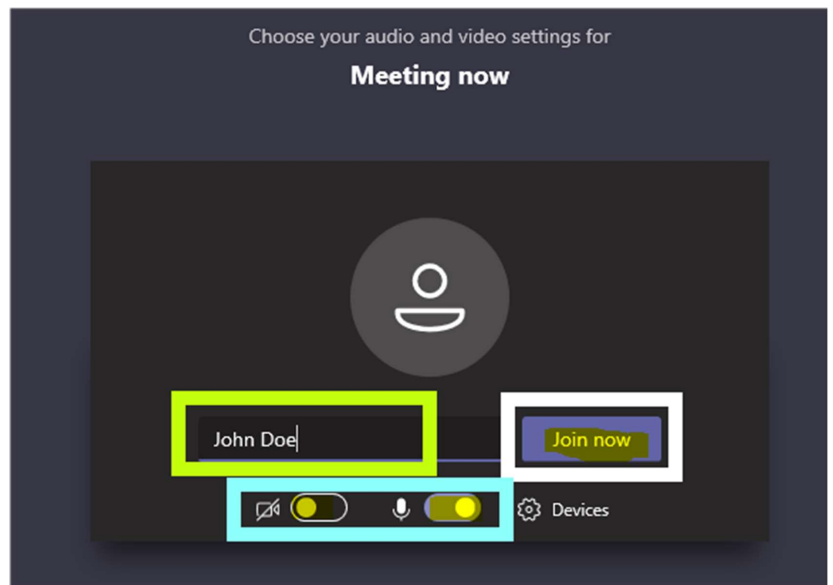 Choose your audio and video settings for
Meeting now
John Doe
Join now
Devices